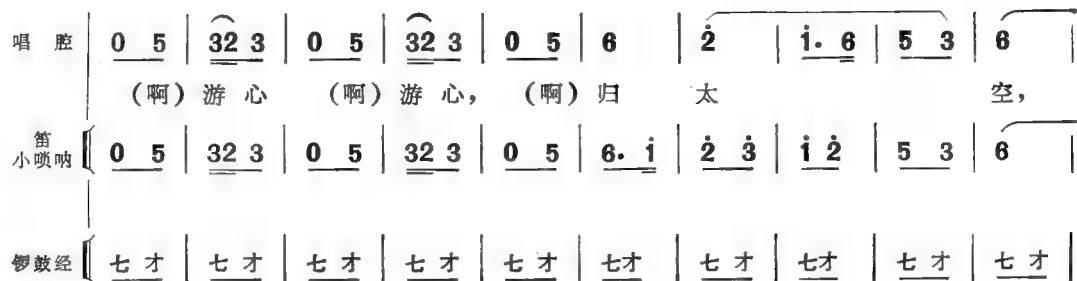 唱腔 0 5 | 32 3 | 0 5 | 32 3 | 0 5 | 6 | 2̇ | i̇. 6 | 5 3 | 6 |
(啊) 游 心 (啊) 游 心, (啊) 归 太 空,
笛
小唢呐 0 5 | 32 3 | 0 5 | 32 3 | 0 5 | 6. i̇ | 2̇ 3̇ | i̇ 2̇ | 5 3 | 6 |
锣鼓经 七 才 | 七 才 | 七 才 | 七 才 | 七 才 | 七才 | 七 才 | 七才 | 七 才 | 七 才 |